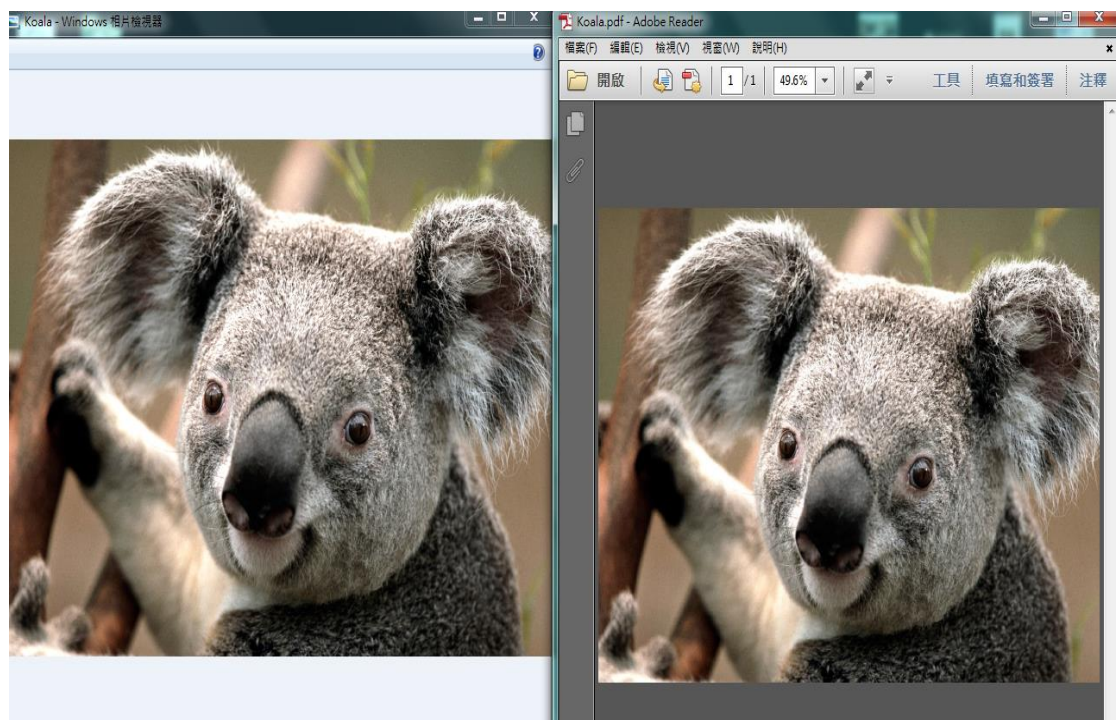 Koala - Windows 相片檢視器
Koala.pdf - Adobe Reader
檔案(F) 編輯(E) 檢視(V) 視窗(W) 說明(H)
開啟 1 /1 49.6% 工具 填寫和簽署 注釋